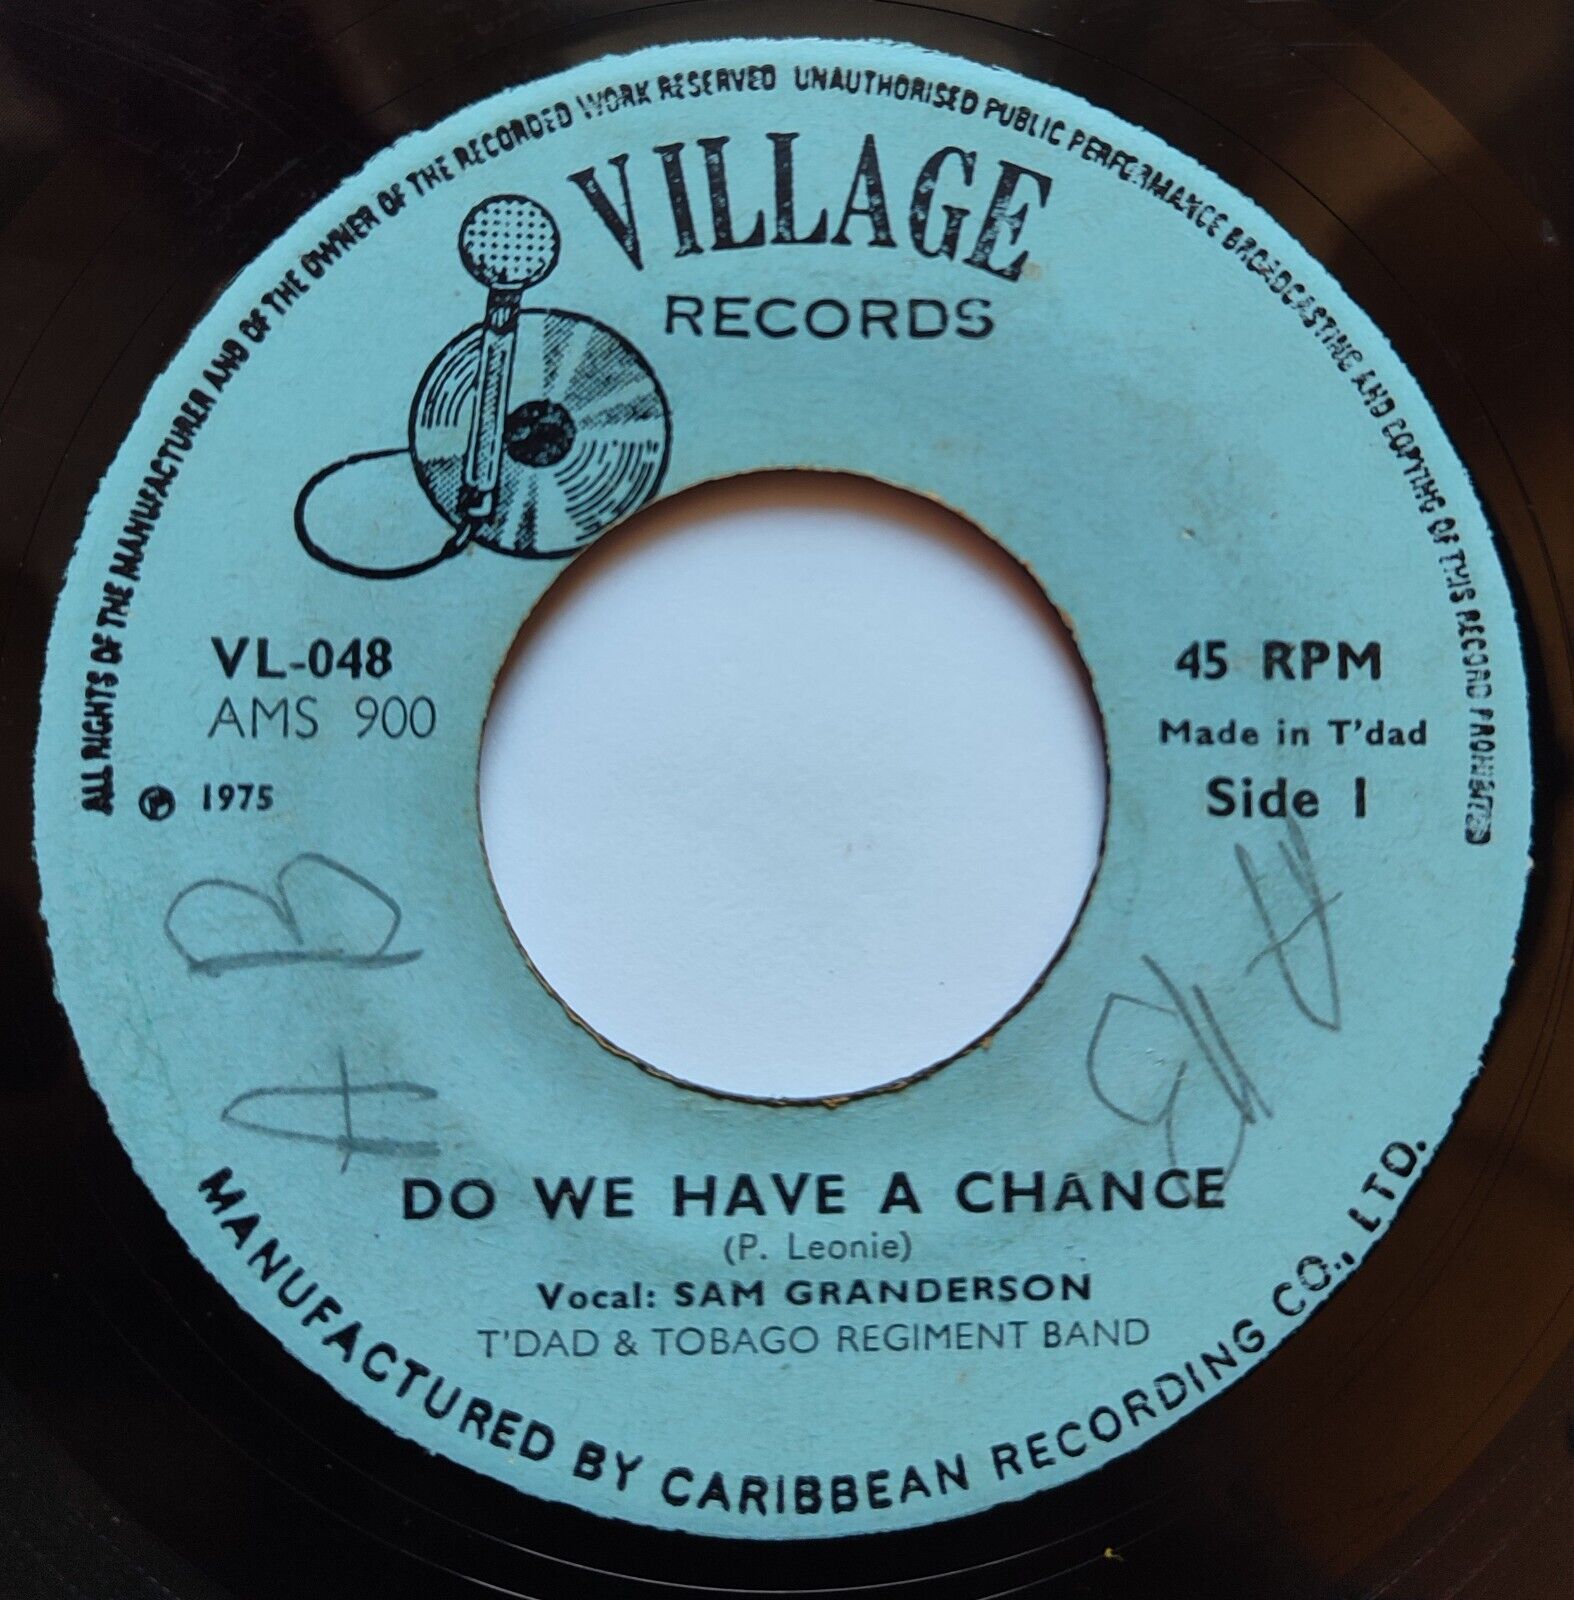 ALL RIGHTS OF THE MANUFACTURER AND OF THE OWNER OF THE RECORDED WORK RESERVED UNAUTHORISED PUBLIC PERFORMANCE BROADCASTING AND COPYING OF THIS RECORD PROHIBITED
VILLAGE
RECORDS
VL-048
AMS 900
℗ 1975
45 RPM
Made in T'dad
Side 1
AB
DO WE HAVE A CHANCE
(P. Leonie)
Vocal: SAM GRANDERSON
T'DAD & TOBAGO REGIMENT BAND
MANUFACTURED BY CARIBBEAN RECORDING CO., LTD.